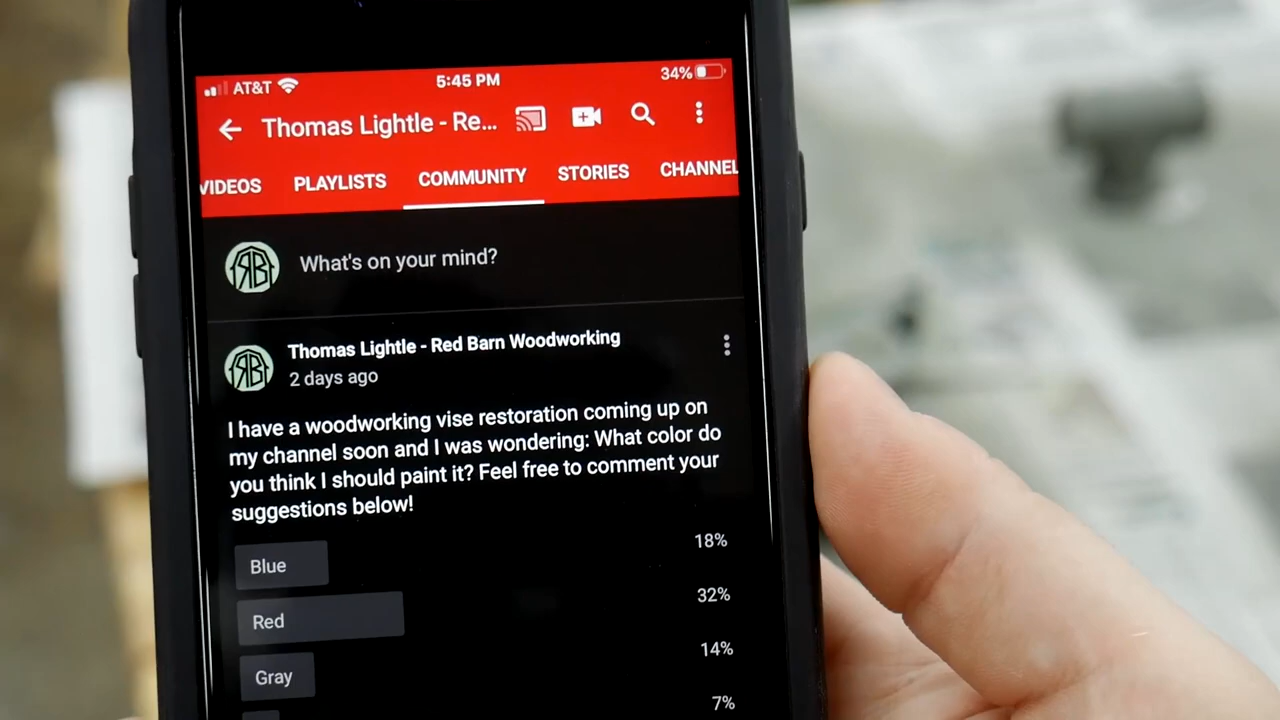 AT&T 5:45 PM 34%
Thomas Lightle - Re...
VIDEOS PLAYLISTS COMMUNITY STORIES CHANNEL
What's on your mind?
Thomas Lightle - Red Barn Woodworking
2 days ago
I have a woodworking vise restoration coming up on
my channel soon and I was wondering: What color do
you think I should paint it? Feel free to comment your
suggestions below!
Blue 18%
Red 32%
Gray 14%
7%